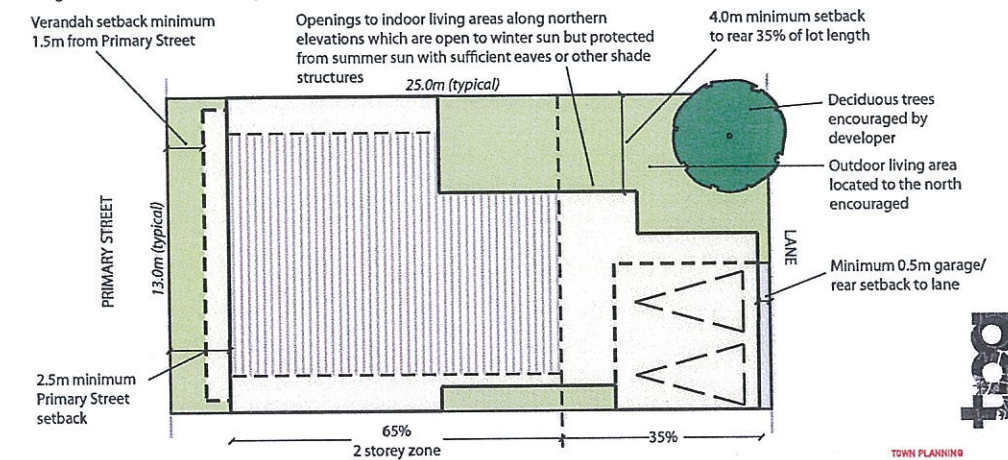 Verandah setback minimum
1.5m from Primary Street
Openings to indoor living areas along northern
elevations which are open to winter sun but protected
from summer sun with sufficient eaves or other shade
structures
4.0m minimum setback
to rear 35% of lot length
25.0m (typical)
Deciduous trees
encouraged by
developer
Outdoor living area
located to the north
encouraged
PRIMARY STREET
13.0m (typical)
LANE
Minimum 0.5m garage/
rear setback to lane
2.5m minimum
Primary Street
setback
65%
2 storey zone
35%
TOWN PLANNING